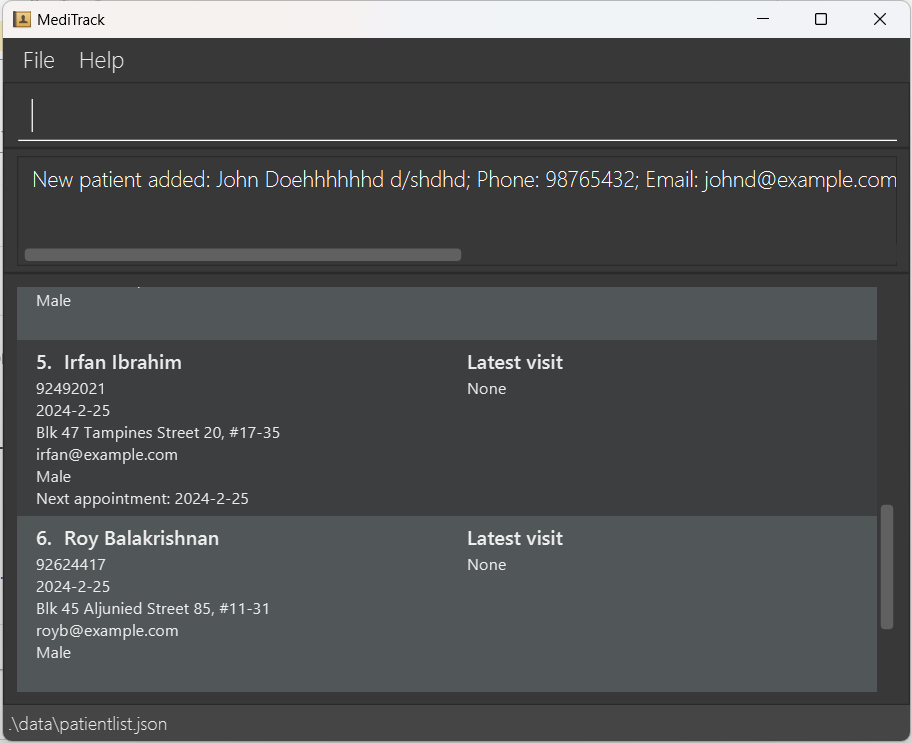 MediTrack
File Help
New patient added: John Doehhhhhhd d/shdhd; Phone: 98765432; Email: johnd@example.com
Male
5. Irfan Ibrahim
Latest visit
92492021
None
2024-2-25
Blk 47 Tampines Street 20, #17-35
irfan@example.com
Male
Next appointment: 2024-2-25
6. Roy Balakrishnan
Latest visit
92624417
None
2024-2-25
Blk 45 Aljunied Street 85, #11-31
royb@example.com
Male
.\data\patientlist.json